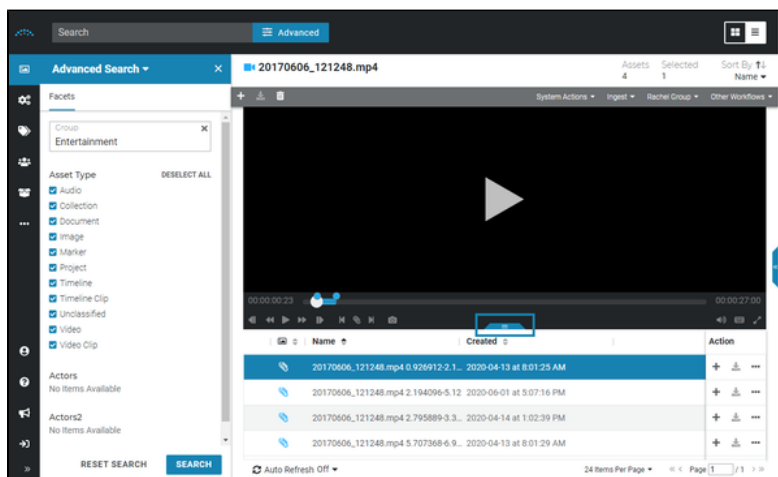 Search
Advanced
Advanced Search
20170606_121248.mp4
Assets
4
Selected
1
Sort By
Name
Facets
System Actions
Ingest
Rachel Group
Other Workflows
Group
Entertainment
Asset Type
DESELECT ALL
Audio
Collection
Document
Image
Marker
Project
Timeline
Timeline Clip
Unclassified
Video
Video Clip
Actors
No Items Available
Actors2
No Items Available
RESET SEARCH
SEARCH
00:00:00:23
00:00:27:00
Name
Created
Action
20170606_121248.mp4 0.926912-2.1... 2020-04-13 at 8:01:25 AM
20170606_121248.mp4 2.194096-5.12 2020-06-01 at 5:07:16 PM
20170606_121248.mp4 2.795889-3.3... 2020-04-14 at 1:02:39 PM
20170606_121248.mp4 5.707368-6.9... 2020-04-13 at 8:01:29 AM
Auto Refresh Off
24 Items Per Page
Page 1 / 1